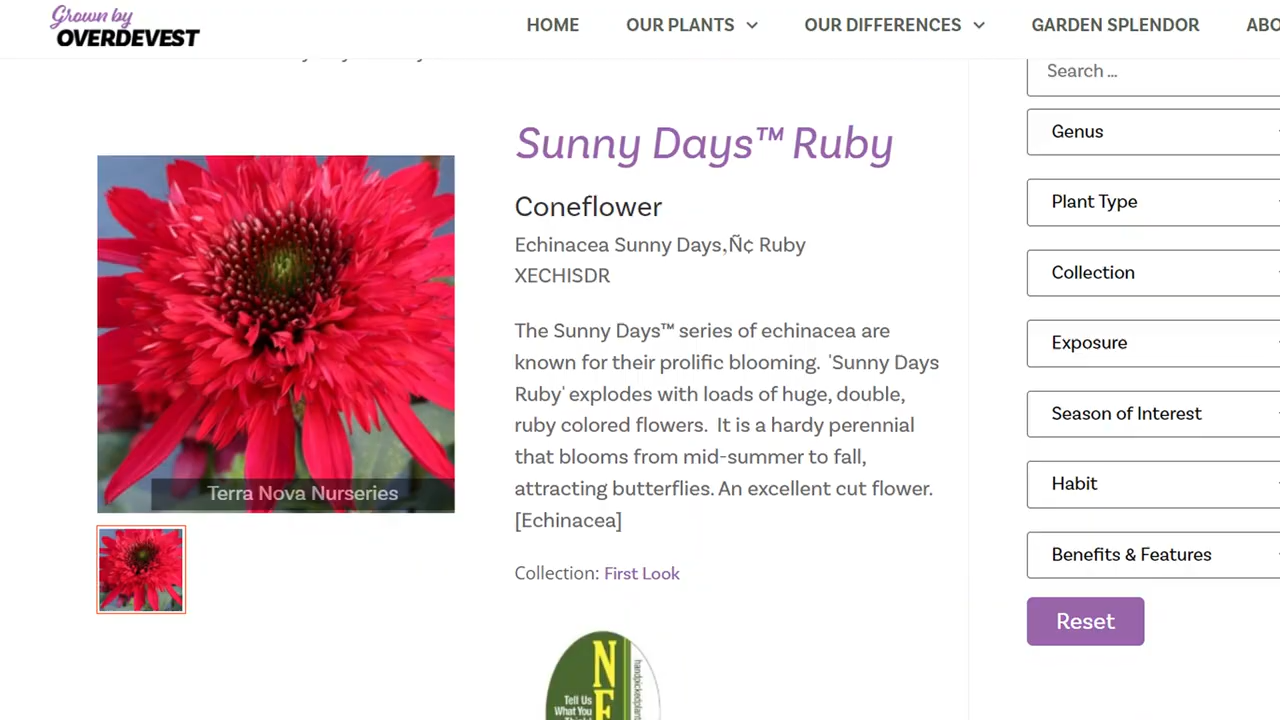 Grown by
OVERDEVEST
HOME
OUR PLANTS
OUR DIFFERENCES
GARDEN SPLENDOR
Search ...
Genus
Sunny Days™ Ruby
Coneflower
Plant Type
Echinacea Sunny Days‚Ñ¢ Ruby
XECHISDR
Collection
The Sunny Days™ series of echinacea are
known for their prolific blooming. 'Sunny Days
Ruby' explodes with loads of huge, double,
ruby colored flowers. It is a hardy perennial
that blooms from mid-summer to fall,
attracting butterflies. An excellent cut flower.
[Echinacea]
Exposure
Season of Interest
Habit
Terra Nova Nurseries
Benefits & Features
Collection: First Look
Reset
Tell Us
What You